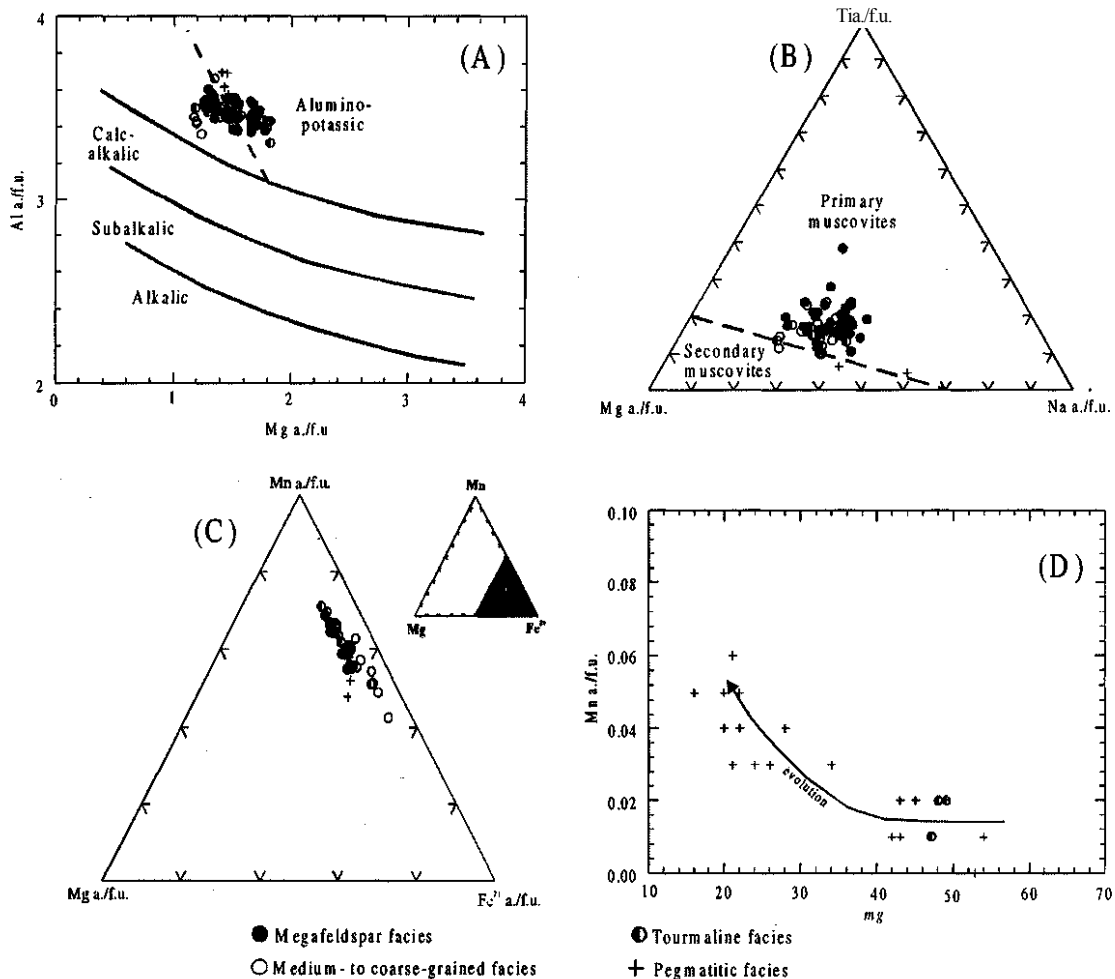 4
3
2
Al a./f.u.
(A)
Alumino-
potassic
Calc-
alkalic
Subalkalic
Alkalic
0
1
2
3
4
Mg a./f.u
Tia./f.u.
(B)
Primary
muscovites
Secondary
muscovites
Mg a./f.u.
Na a./f.u.
Mn a./f.u.
(C)
Mn
Mg
Mg a./f.u.
Fe²⁺ a./f.u.
0.10
0.08
0.06
0.04
0.02
0.00
Mn a./f.u.
(D)
evolution
10
20
30
40
50
60
70
mg
Megafeldspar facies
Tourmaline facies
Medium- to coarse-grained facies
Pegmatitic facies